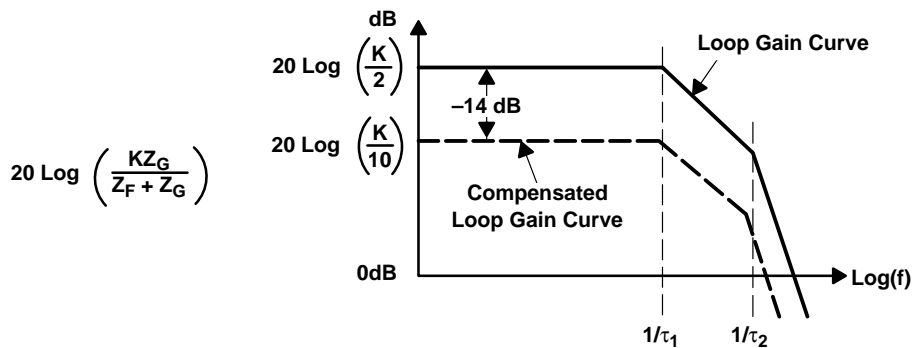 dB
20 Log (K/2)
Loop Gain Curve
–14 dB
20 Log (K/10)
20 Log (KZ_G / Z_F + Z_G)
Compensated
Loop Gain Curve
0dB
Log(f)
1/τ₁
1/τ₂